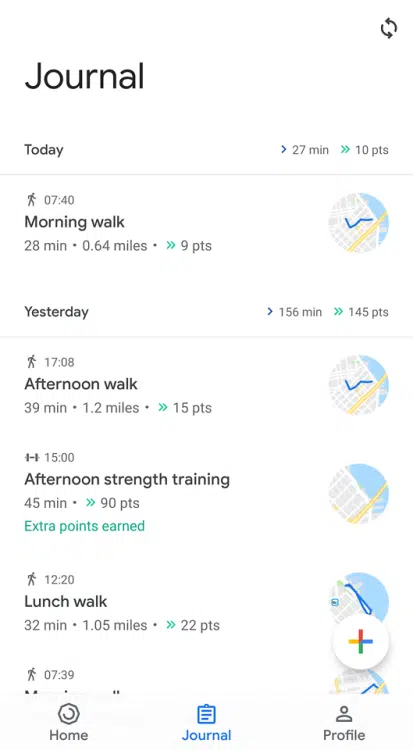 Journal
Today 27 min 10 pts
07:40
Morning walk
28 min • 0.64 miles • 9 pts
Yesterday 156 min 145 pts
17:08
Afternoon walk
39 min • 1.2 miles • 15 pts
15:00
Afternoon strength training
45 min • 90 pts
Extra points earned
12:20
Lunch walk
32 min • 1.05 miles • 22 pts
07:39
Home Journal Profile